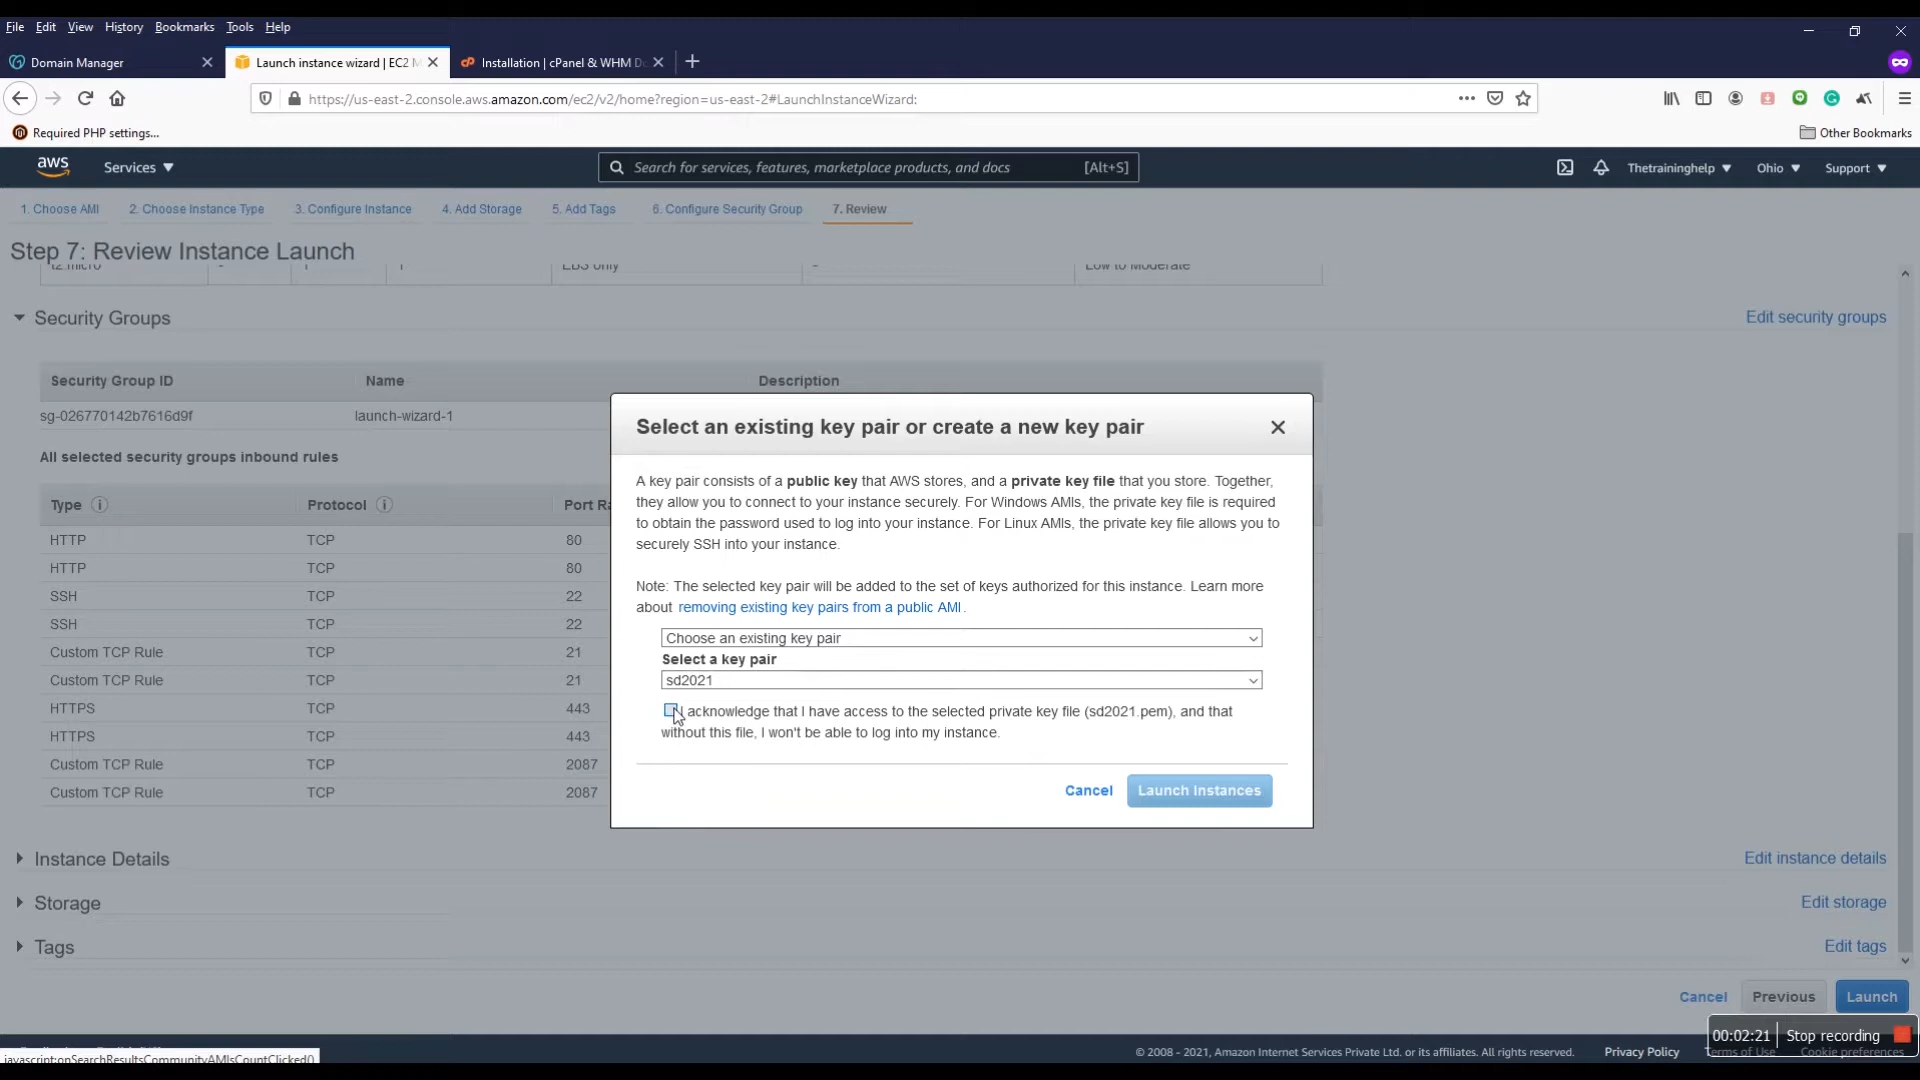 File Edit View History Bookmarks Tools Help
Domain Manager
Launch instance wizard | EC2 M
Installation | cPanel & WHM Do
https://us-east-2.console.aws.amazon.com/ec2/v2/home?region=us-east-2#LaunchInstanceWizard:
Required PHP settings...
Other Bookmarks
aws
Services
Search for services, features, marketplace products, and docs [Alt+S]
Thetraininghelp
Ohio
Support
1. Choose AMI 2. Choose Instance Type 3. Configure Instance 4. Add Storage 5. Add Tags 6. Configure Security Group 7. Review
Step 7: Review Instance Launch
t2.micro - 1 1 EBS only - Low to Moderate
Security Groups
Edit security groups
Security Group ID Name Description
sg-026770142b7616d9f launch-wizard-1
All selected security groups inbound rules
Type Protocol Port Ra
HTTP TCP 80
HTTP TCP 80
SSH TCP 22
SSH TCP 22
Custom TCP Rule TCP 21
Custom TCP Rule TCP 21
HTTPS TCP 443
HTTPS TCP 443
Custom TCP Rule TCP 2087
Custom TCP Rule TCP 2087
Select an existing key pair or create a new key pair
A key pair consists of a public key that AWS stores, and a private key file that you store. Together,
they allow you to connect to your instance securely. For Windows AMIs, the private key file is required
to obtain the password used to log into your instance. For Linux AMIs, the private key file allows you to
securely SSH into your instance.
Note: The selected key pair will be added to the set of keys authorized for this instance. Learn more
about removing existing key pairs from a public AMI.
Choose an existing key pair
Select a key pair
sd2021
I acknowledge that I have access to the selected private key file (sd2021.pem), and that
without this file, I won't be able to log into my instance.
Cancel Launch Instances
Instance Details
Edit instance details
Storage
Edit storage
Tags
Edit tags
Cancel Previous Launch
00:02:21 Stop recording
javascript:onSearchResultsCommunityAMIsCountClicked()
© 2008 - 2021, Amazon Internet Services Private Ltd. or its affiliates. All rights reserved. Privacy Policy Terms of Use Cookie preferences